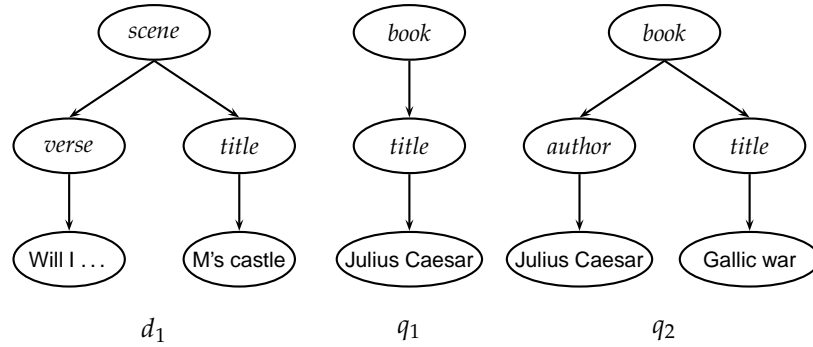 scene
book
book
verse
title
title
author
title
Will I . . .
M's castle
Julius Caesar
Julius Caesar
Gallic war
d1
q1
q2